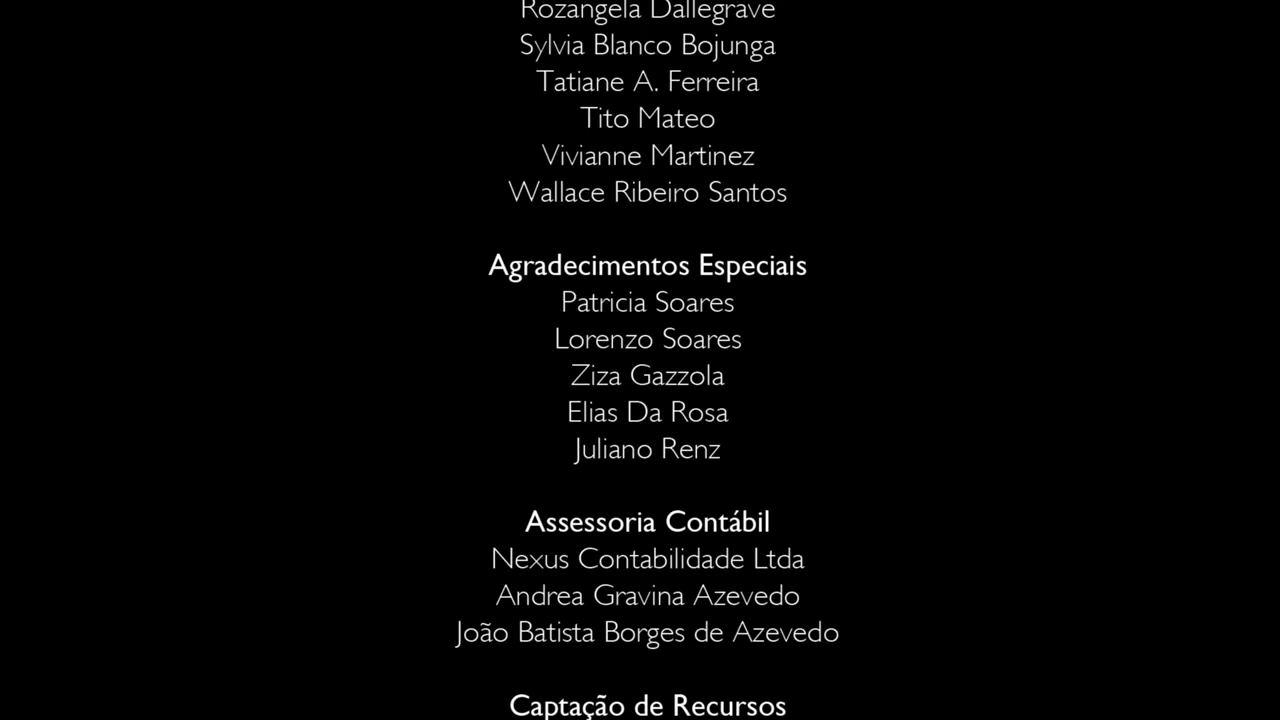 Rozangela Dallegrave
Sylvia Blanco Bojunga
Tatiane A. Ferreira
Tito Mateo
Vivianne Martinez
Wallace Ribeiro Santos
Agradecimentos Especiais
Patricia Soares
Lorenzo Soares
Ziza Gazzola
Elias Da Rosa
Juliano Renz
Assessoria Contábil
Nexus Contabilidade Ltda
Andrea Gravina Azevedo
João Batista Borges de Azevedo
Captação de Recursos